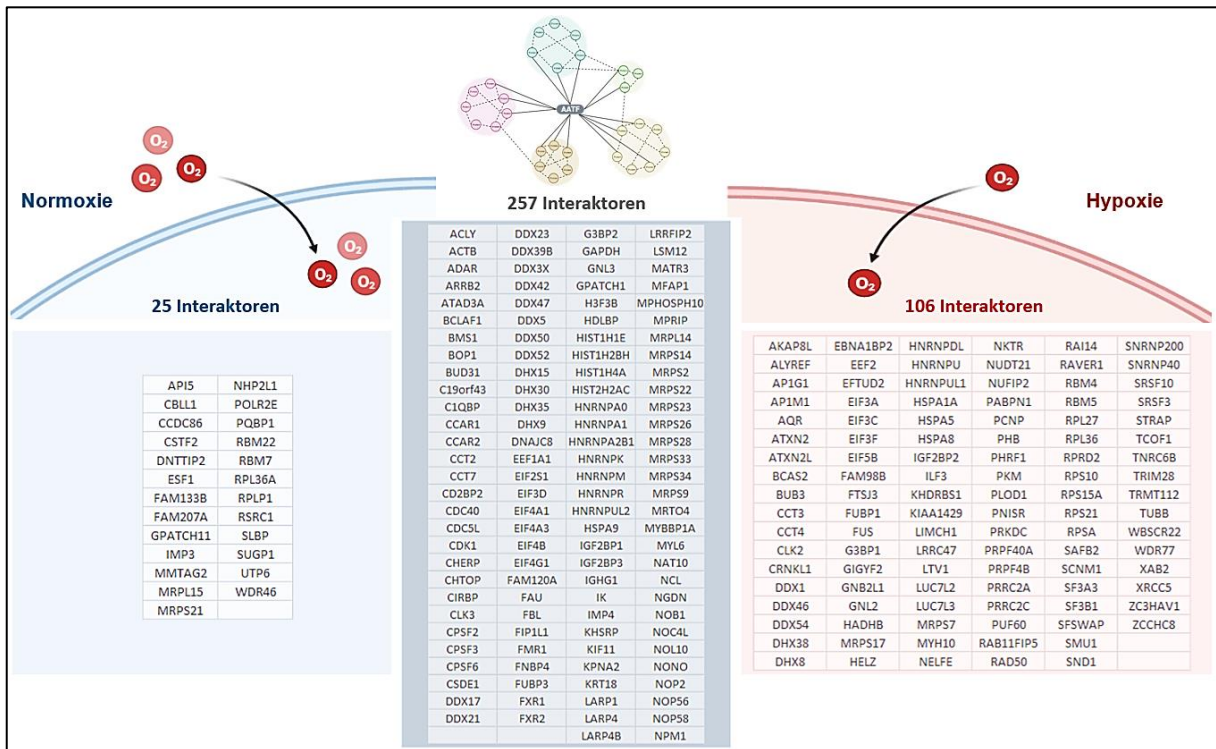 AATF
O2
O2
O2
Normoxie
O2
O2
O2
25 Interaktoren
257 Interaktoren
O2
Hypoxie
O2
106 Interaktoren
API5 NHP2L1
CBLL1 POLR2E
CCDC86 PQBP1
CSTF2 RBM22
DNTTIP2 RBM7
ESF1 RPL36A
FAM133B RPLP1
FAM207A RSRC1
GPATCH11 SLBP
IMP3 SUGP1
MMTAG2 UTP6
MRPL15 WDR46
MRPS21
ACLY DDX23 G3BP2 LRRFIP2
ACTB DDX39B GAPDH LSM12
ADAR DDX3X GNL3 MATR3
ARRB2 DDX42 GPATCH1 MFAP1
ATAD3A DDX47 H3F3B MPHOSPH10
BCLAF1 DDX5 HDLBP MPRIP
BMS1 DDX50 HIST1H1E MRPL14
BOP1 DDX52 HIST1H2BH MRPS14
BUD31 DHX15 HIST1H4A MRPS2
C19orf43 DHX30 HIST2H2AC MRPS22
C1QBP DHX35 HNRNPA0 MRPS23
CCAR1 DHX9 HNRNPA1 MRPS26
CCAR2 DNAJC8 HNRNPA2B1 MRPS28
CCT2 EEF1A1 HNRNPK MRPS33
CCT7 EIF2S1 HNRNPM MRPS34
CD2BP2 EIF3D HNRNPR MRPS9
CDC40 EIF4A1 HNRNPUL2 MRTO4
CDC5L EIF4A3 HSPA9 MYBBP1A
CDK1 EIF4B IGF2BP1 MYL6
CHERP EIF4G1 IGF2BP3 NAT10
CHTOP FAM120A IGHG1 NCL
CIRBP FAU IK NGDN
CLK3 FBL IMP4 NOB1
CPSF2 FIP1L1 KHSRP NOC4L
CPSF3 FMR1 KIF11 NOL10
CPSF6 FNBP4 KPNA2 NONO
CSDE1 FUBP3 KRT18 NOP2
DDX17 FXR1 LARP1 NOP56
DDX21 FXR2 LARP4 NOP58
LARP4B NPM1
AKAP8L EBNA1BP2 HNRNPDL NKTR RAI14 SNRNP200
ALYREF EEF2 HNRNPU NUDT21 RAVER1 SNRNP40
AP1G1 EFTUD2 HNRNPUL1 NUFIP2 RBM4 SRSF10
AP1M1 EIF3A HSPA1A PABPN1 RBM5 SRSF3
AQR EIF3C HSPA5 PCNP RPL27 STRAP
ATXN2 EIF3F HSPA8 PHB RPL36 TCOF1
ATXN2L EIF5B IGF2BP2 PHRF1 RPRD2 TNRC6B
BCAS2 FAM98B ILF3 PKM RPS10 TRIM28
BUB3 FTSJ3 KHDRBS1 PLOD1 RPS15A TRMT112
CCT3 FUBP1 KIAA1429 PNISR RPS21 TUBB
CCT4 FUS LIMCH1 PRKDC RPSA WBSCR22
CLK2 G3BP1 LRRC47 PRPF40A SAFB2 WDR77
CRNKL1 GIGYF2 LTV1 PRPF4B SCNM1 XAB2
DDX1 GNB2L1 LUC7L2 PRRC2A SF3A3 XRCC5
DDX46 GNL2 LUC7L3 PRRC2C SF3B1 ZC3HAV1
DDX54 HADHB MRPS7 PUF60 SFSWAP ZCCHC8
DHX38 MRPS17 MYH10 RAB11FIP5 SMU1
DHX8 HELZ NELFE RAD50 SND1